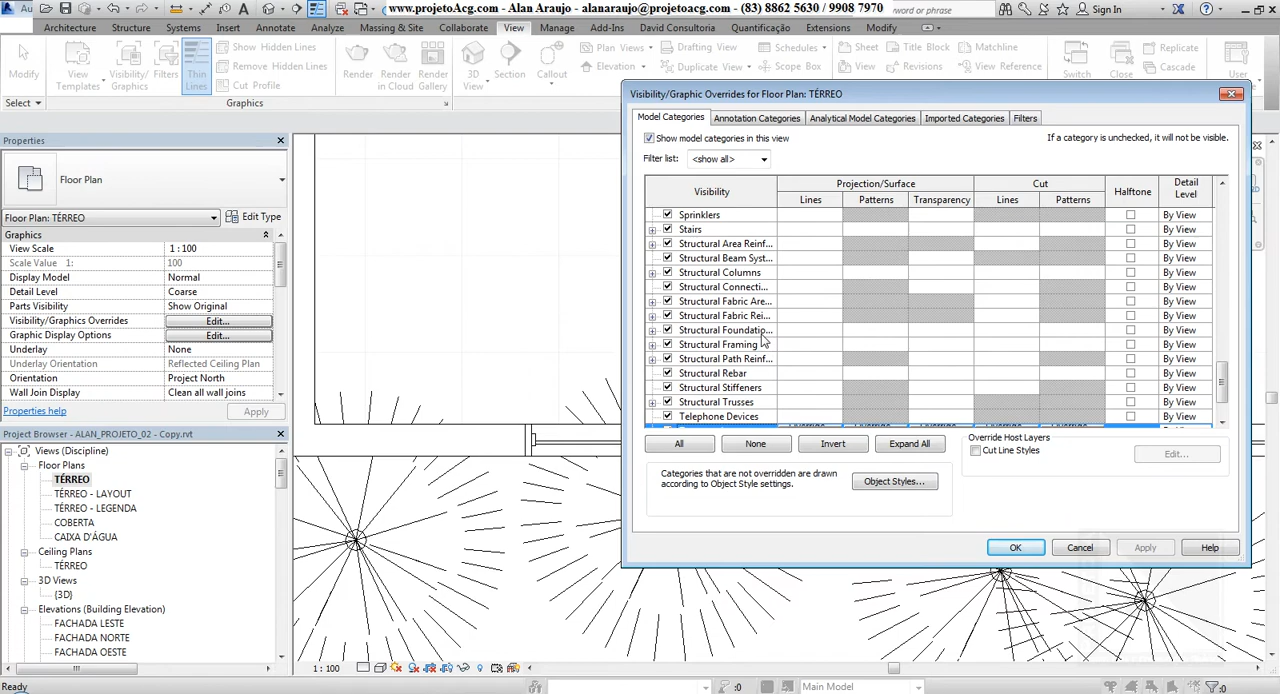 www.projetoAcg.com - Alan Araujo - alanaraujo@projetoacg.com - (83) 8862 5630 / 9908 7970
or phrase
Sign In
Architecture Structure Systems Insert Annotate Analyze Massing & Site Collaborate View Manage Add-Ins David Consultoria Quantificação Extensions Modify
Modify
View Templates
Visibility/ Graphics
Filters
Thin Lines
Show Hidden Lines
Remove Hidden Lines
Cut Profile
Render
Render in Cloud
Render Gallery
3D View
Section
Callout
Plan Views
Elevation
Drafting View
Duplicate View
Schedules
Scope Box
Sheet
View
Title Block
Revisions
Matchline
View Reference
Switch
Close
Replicate
Cascade
User
Select
Graphics
Properties
Floor Plan
Floor Plan: TÉRREO
Edit Type
Graphics
View Scale 1 : 100
Scale Value 1: 100
Display Model Normal
Detail Level Coarse
Parts Visibility Show Original
Visibility/Graphics Overrides Edit...
Graphic Display Options Edit...
Underlay None
Underlay Orientation Reflected Ceiling Plan
Orientation Project North
Wall Join Display Clean all wall joins
Properties help
Apply
Project Browser - ALAN_PROJETO_02 - Copy.rvt
Views (Discipline)
Floor Plans
TÉRREO
TÉRREO - LAYOUT
TÉRREO - LEGENDA
COBERTA
CAIXA D'ÁGUA
Ceiling Plans
TÉRREO
3D Views
{3D}
Elevations (Building Elevation)
FACHADA LESTE
FACHADA NORTE
FACHADA OESTE
Visibility/Graphic Overrides for Floor Plan: TÉRREO
Model Categories Annotation Categories Analytical Model Categories Imported Categories Filters
Show model categories in this view
If a category is unchecked, it will not be visible.
Filter list: <show all>
Visibility Projection/Surface Cut Halftone Detail Level
Lines Patterns Transparency Lines Patterns
Sprinklers By View
Stairs By View
Structural Area Reinf... By View
Structural Beam Syst... By View
Structural Columns By View
Structural Connecti... By View
Structural Fabric Are... By View
Structural Fabric Rei... By View
Structural Foundatio... By View
Structural Framing By View
Structural Path Reinf... By View
Structural Rebar By View
Structural Stiffeners By View
Structural Trusses By View
Telephone Devices By View
All None Invert Expand All
Override Host Layers
Cut Line Styles Edit...
Categories that are not overridden are drawn
according to Object Style settings.
Object Styles...
OK Cancel Apply Help
1 : 100
Ready
:0
Main Model
:0